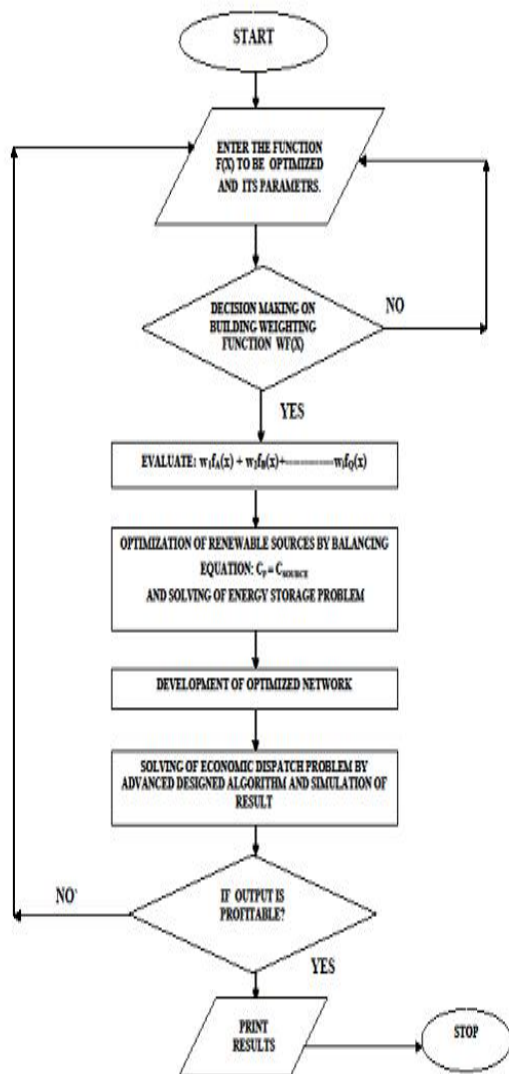 START
ENTER THE FUNCTION
F(X) TO BE OPTIMIZED
AND ITS PARAMETRS.
DECISION MAKING ON
BUILDING WEIGHTING
FUNCTION WF(X)
NO
YES
EVALUATE: w₁fA(x) + w₂fB(x)+--------------wᵢfQ(x)
OPTIMIZATION OF RENEWABLE SOURCES BY BALANCING
EQUATION: CP = CSOURCE
AND SOLVING OF ENERGY STORAGE PROBLEM
DEVELOPMENT OF OPTIMIZED NETWORK
SOLVING OF ECONOMIC DISPATCH PROBLEM BY
ADVANCED DESIGNED ALGORITHM AND SIMULATION OF
RESULT
NO`
IF OUTPUT IS
PROFITABLE?
YES
PRINT
RESULTS
STOP